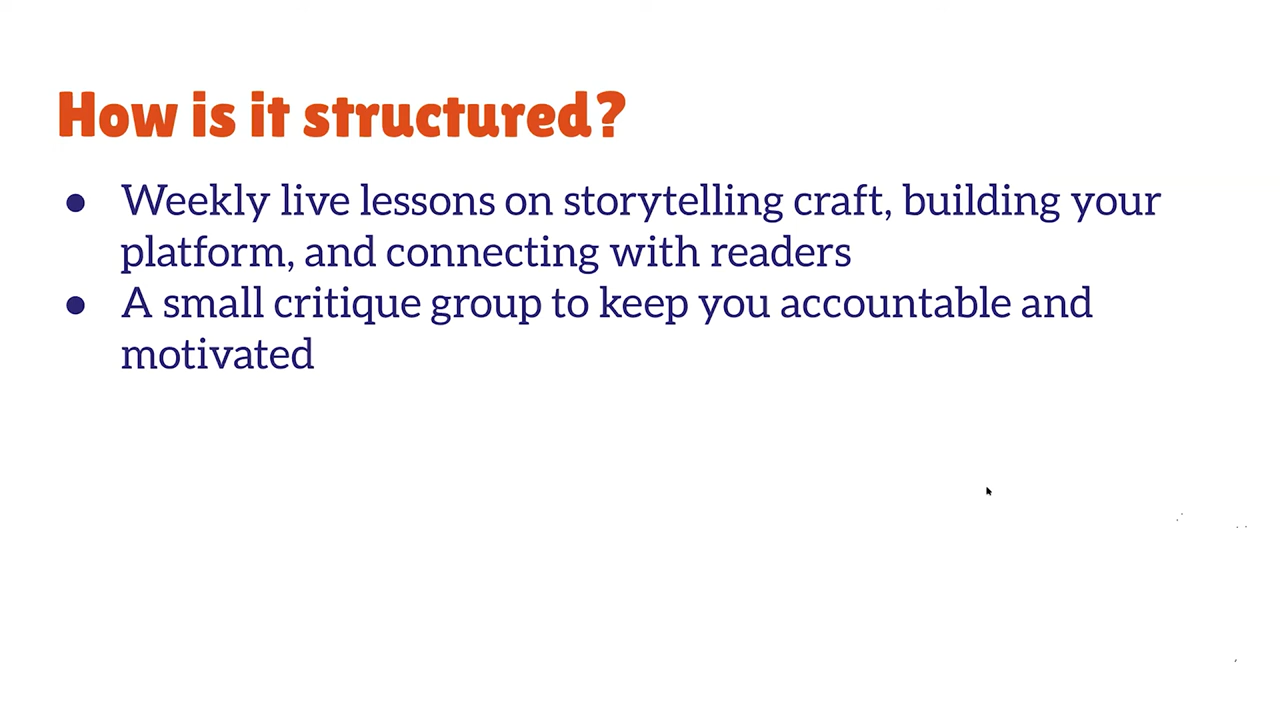 How is it structured?
● Weekly live lessons on storytelling craft, building your
platform, and connecting with readers
● A small critique group to keep you accountable and
motivated